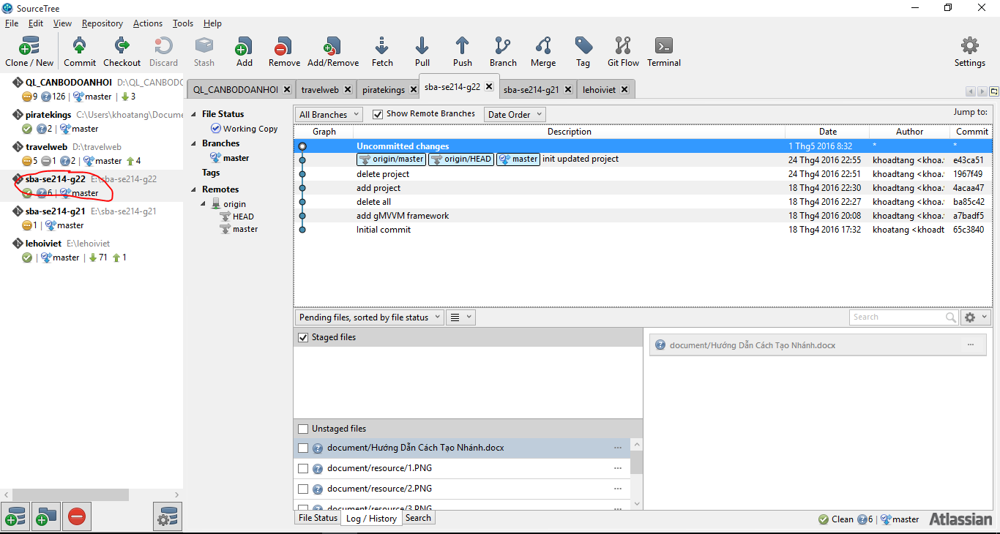 SourceTree
File Edit View Repository Actions Tools Help
Clone / New Commit Checkout Discard Stash Add Remove Add/Remove Fetch Pull Push Branch Merge Tag Git Flow Terminal Settings
QL_CANBODOANHOI D:\QL_CANBODO
9 126 | master | 3
piratekings C:\Users\khoatang\Docume
2 | master
travelweb D:\travelweb
5 1 2 | master | 4
sba-se214-g22 E:\sba-se214-g22
6 | master
sba-se214-g21 E:\sba-se214-g21
1 | master
lehoiviet E:\lehoiviet
| master | 71 1
QL_CANBODOANHOI travelweb piratekings sba-se214-g22 sba-se214-g21 lehoiviet
File Status
Working Copy
Branches
master
Tags
Remotes
origin
HEAD
master
All Branches Show Remote Branches Date Order Jump to:
Graph Description Date Author Commit
Uncommitted changes 1 Thg5 2016 8:32 * *
origin/master origin/HEAD master init updated project 24 Thg4 2016 22:55 khoadtang <khoa. e43ca51
delete project 24 Thg4 2016 22:51 khoadtang <khoa. 1967f49
add project 18 Thg4 2016 22:30 khoadtang <khoa. 4acaa47
delete all 18 Thg4 2016 22:27 khoadtang <khoa. ba85c42
add gMVVM framework 18 Thg4 2016 20:08 khoadtang <khoa. a7badf5
Initial commit 18 Thg4 2016 17:32 khoatang <khoadt 65c3840
Pending files, sorted by file status Search
Staged files
document/Hướng Dẫn Cách Tạo Nhánh.docx ...
Unstaged files
document/Hướng Dẫn Cách Tạo Nhánh.docx ...
document/resource/1.PNG ...
document/resource/2.PNG ...
document/resource/3.PNG ...
File Status Log / History Search
Clean 6 | master Atlassian